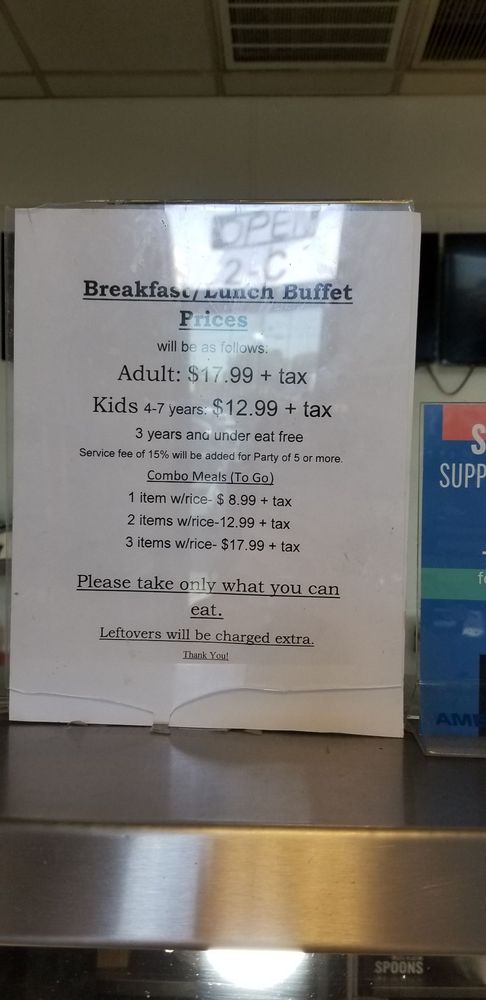 OPEN
2-C
Breakfast/Lunch Buffet
Prices
will be as follows:
Adult: $17.99 + tax
Kids 4-7 years: $12.99 + tax
3 years and under eat free
Service fee of 15% will be added for Party of 5 or more.
Combo Meals (To Go)
1 item w/rice- $ 8.99 + tax
2 items w/rice-12.99 + tax
3 items w/rice- $17.99 + tax
Please take only what you can
eat.
Leftovers will be charged extra.
Thank You!
S
SUPP
f
AM
SPOONS